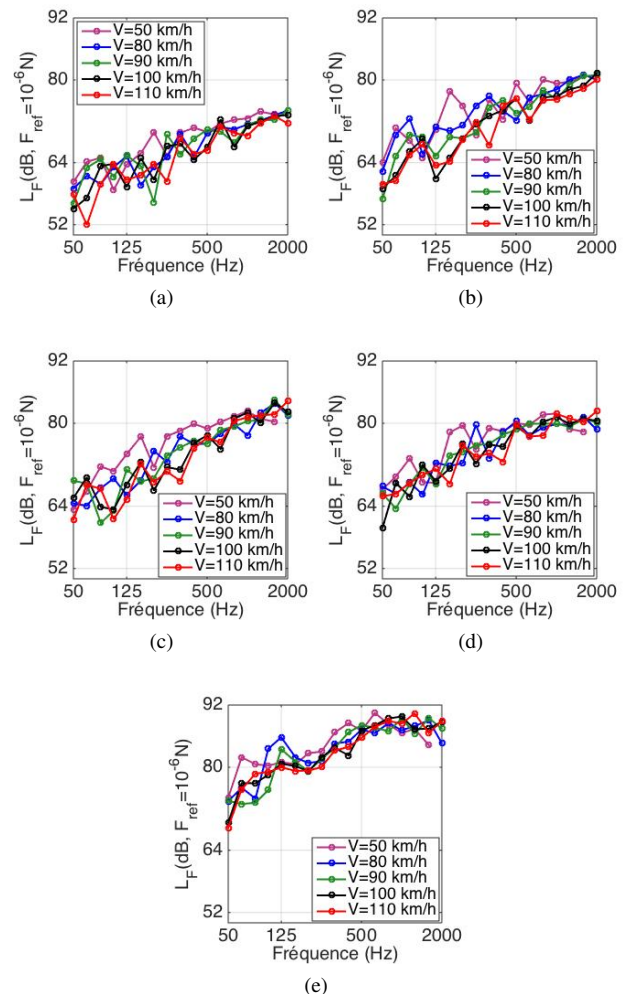 92
80
64
52
L_F(dB, F_ref=10^-6N)
V=50 km/h
V=80 km/h
V=90 km/h
V=100 km/h
V=110 km/h
50 125 500 2000
Fréquence (Hz)
(a)
92
80
64
52
L_F(dB, F_ref=10^-6N)
V=50 km/h
V=80 km/h
V=90 km/h
V=100 km/h
V=110 km/h
50 125 500 2000
Fréquence (Hz)
(b)
92
80
64
52
L_F(dB, F_ref=10^-6N)
V=50 km/h
V=80 km/h
V=90 km/h
V=100 km/h
V=110 km/h
50 125 500 2000
Fréquence (Hz)
(c)
92
80
64
52
L_F(dB, F_ref=10^-6N)
V=50 km/h
V=80 km/h
V=90 km/h
V=100 km/h
V=110 km/h
50 125 500 2000
Fréquence (Hz)
(d)
92
80
64
52
L_F(dB, F_ref=10^-6N)
V=50 km/h
V=80 km/h
V=90 km/h
V=100 km/h
V=110 km/h
50 125 500 2000
Fréquence (Hz)
(e)